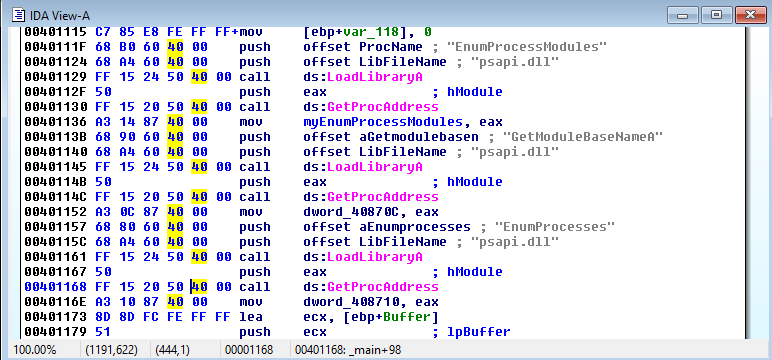 IDA View-A
00401115 C7 85 E8 FE FF FF+mov [ebp+var_118], 0
0040111F 68 B0 60 40 00 push offset ProcName ; "EnumProcessModules"
00401124 68 A4 60 40 00 push offset LibFileName ; "psapi.dll"
00401129 FF 15 24 50 40 00 call ds:LoadLibraryA
0040112F 50 push eax ; hModule
00401130 FF 15 20 50 40 00 call ds:GetProcAddress
00401136 A3 14 87 40 00 mov myEnumProcessModules, eax
0040113B 68 90 60 40 00 push offset aGetmodulebasen ; "GetModuleBaseNameA"
00401140 68 A4 60 40 00 push offset LibFileName ; "psapi.dll"
00401145 FF 15 24 50 40 00 call ds:LoadLibraryA
0040114B 50 push eax ; hModule
0040114C FF 15 20 50 40 00 call ds:GetProcAddress
00401152 A3 0C 87 40 00 mov dword_40870C, eax
00401157 68 80 60 40 00 push offset aEnumprocesses ; "EnumProcesses"
0040115C 68 A4 60 40 00 push offset LibFileName ; "psapi.dll"
00401161 FF 15 24 50 40 00 call ds:LoadLibraryA
00401167 50 push eax ; hModule
00401168 FF 15 20 50 40 00 call ds:GetProcAddress
0040116E A3 10 87 40 00 mov dword_408710, eax
00401173 8D 8D FC FE FF FF lea ecx, [ebp+Buffer]
00401179 51 push ecx ; lpBuffer
100.00% (1191,622) (444,1) 00001168 00401168: _main+98